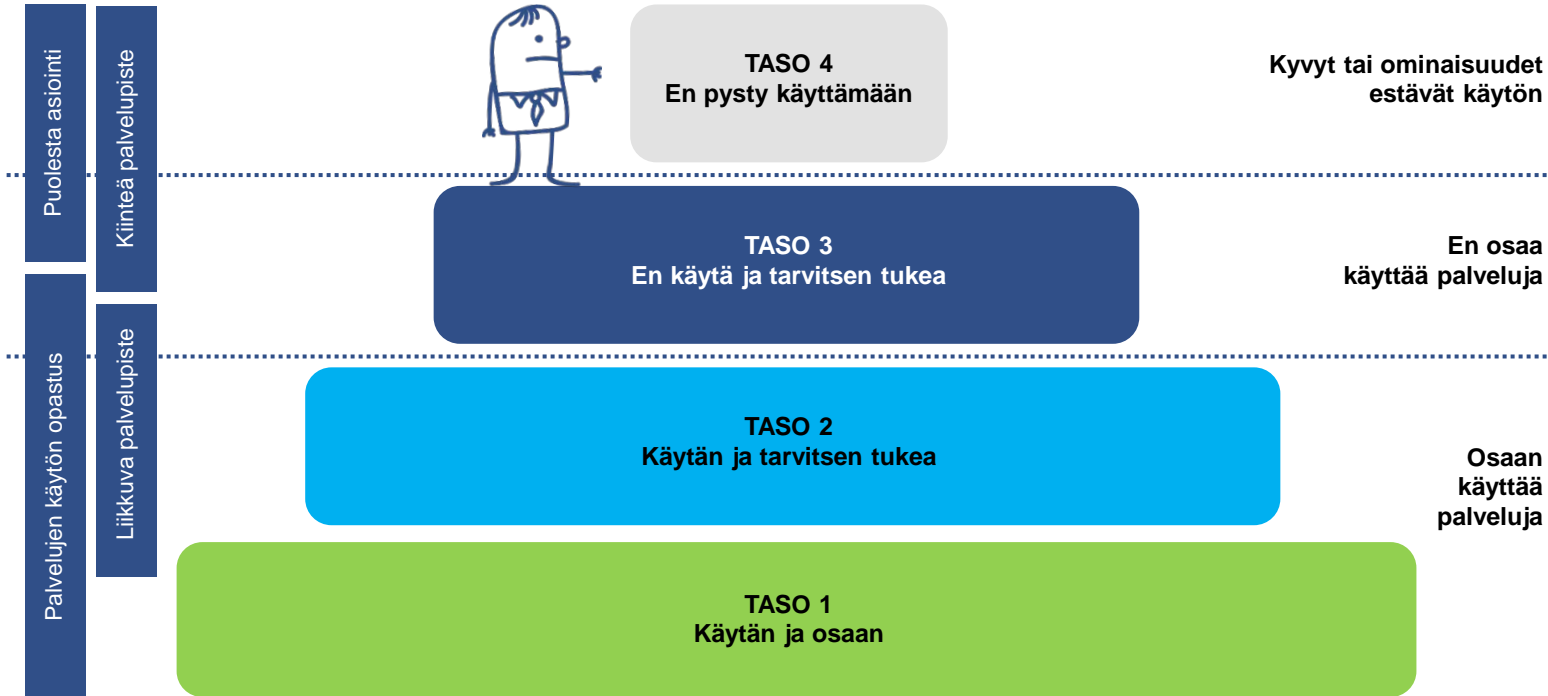 Puolesta asiointi
Kiinteä palvelupiste
Palvelujen käytön opastus
Liikkuva palvelupiste
TASO 4
En pysty käyttämään
Kyvyt tai ominaisuudet
estävät käytön
TASO 3
En käytä ja tarvitsen tukea
En osaa
käyttää palveluja
TASO 2
Käytän ja tarvitsen tukea
Osaan
käyttää
palveluja
TASO 1
Käytän ja osaan